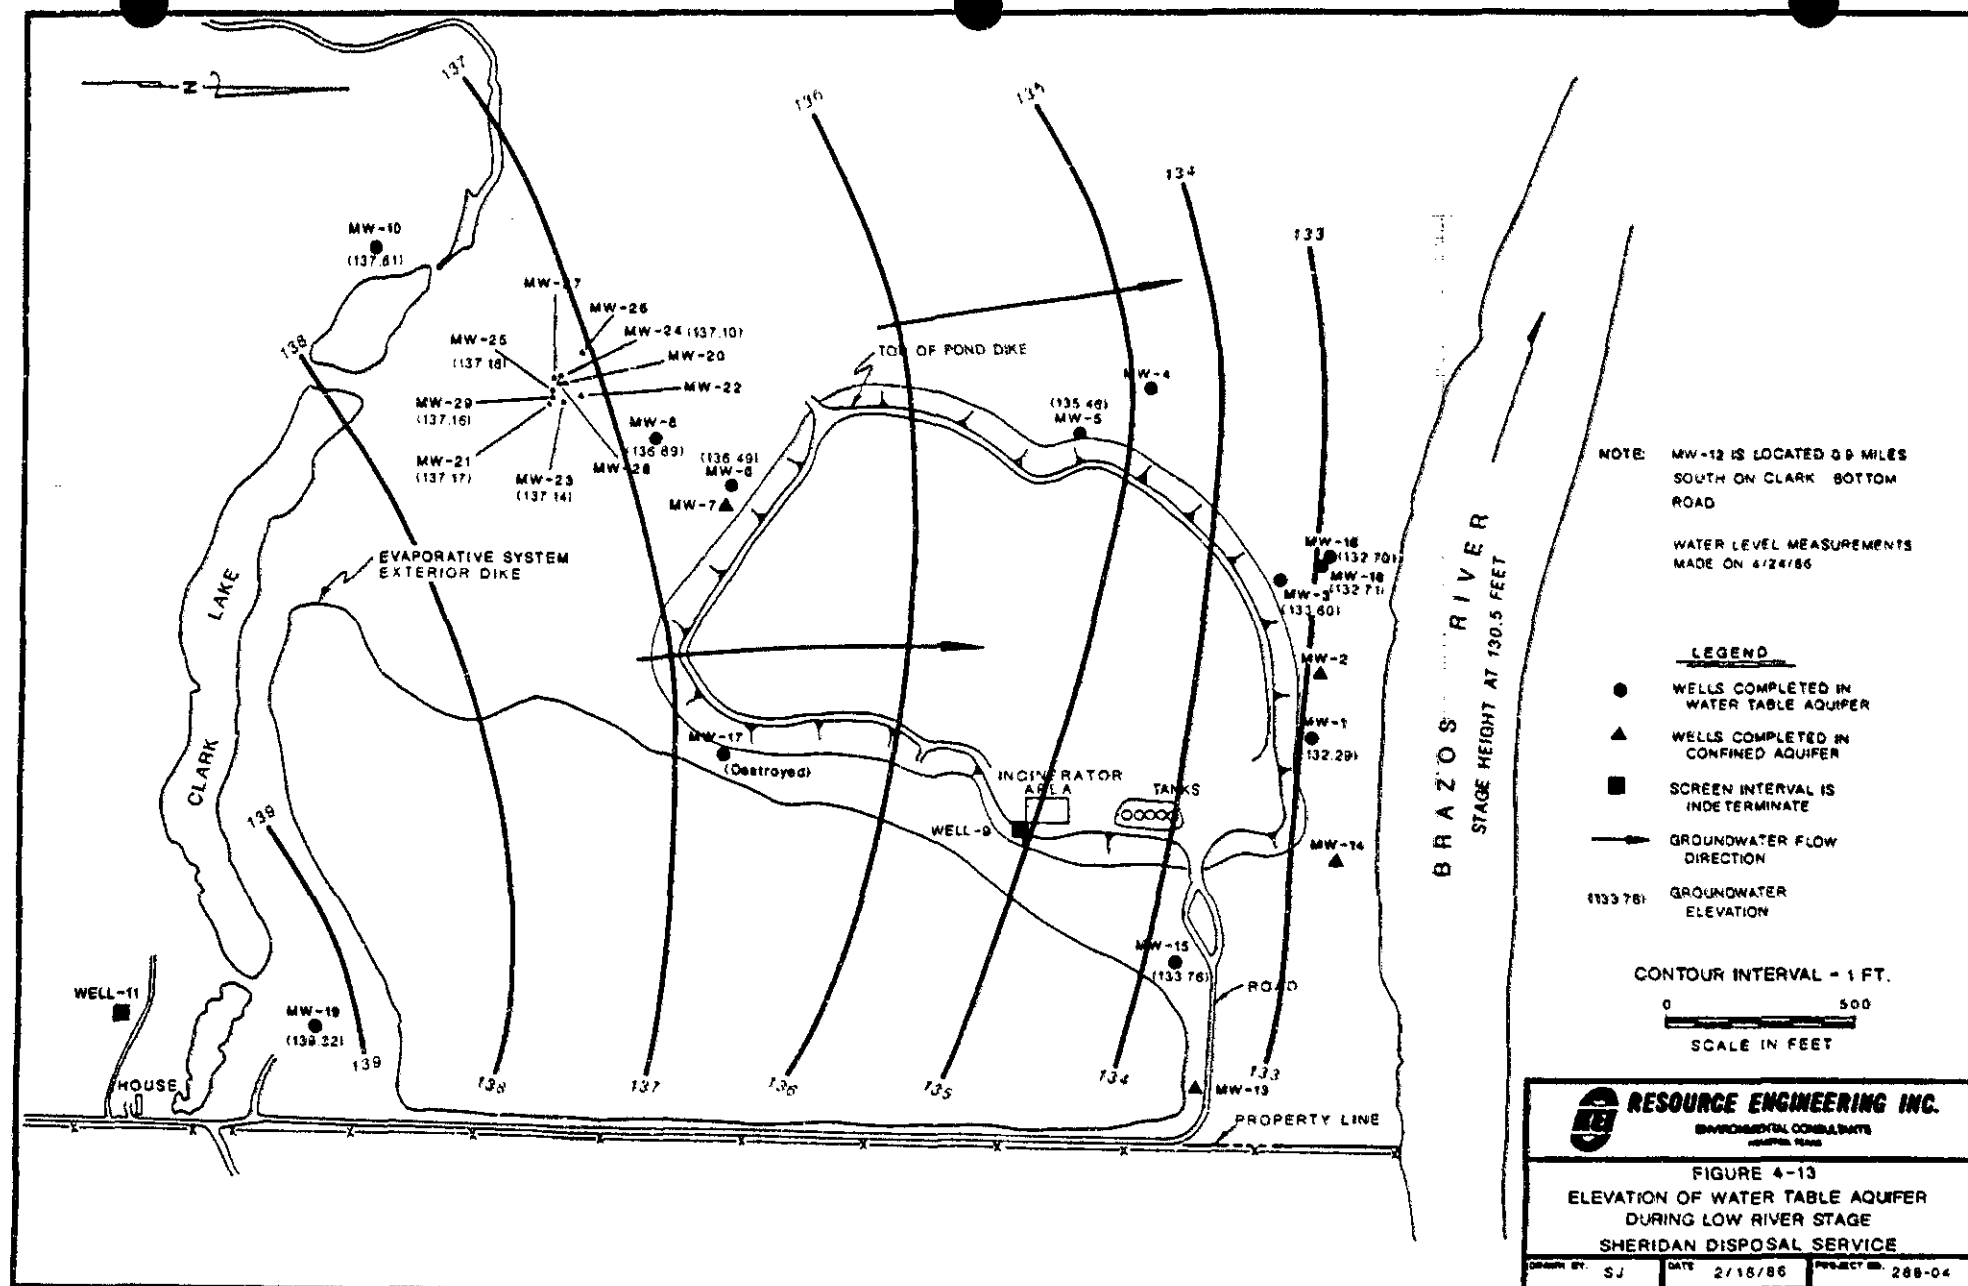 N
137
136
135
134
133
138
139
MW-10
(137.61)
MW-27
MW-26
MW-24 (137.10)
MW-25
(137.18)
MW-20
MW-22
MW-29
(137.16)
MW-8
(136.89)
MW-21
(137.17)
MW-23
(137.14)
MW-28
(136.49)
MW-6
MW-7
TOP OF POND DIKE
(135.46)
MW-5
MW-4
MW-16
(132.70)
MW-18
(132.71)
MW-3
(133.60)
MW-2
MW-1
(132.29)
EVAPORATIVE SYSTEM
EXTERIOR DIKE
CLARK LAKE
MW-17
(Destroyed)
INCINERATOR
AREA
TANKS
WELL-9
MW-14
MW-15
(133.76)
ROAD
WELL-11
MW-19
(139.32)
HOUSE
139
138
137
136
135
134
133
MW-13
PROPERTY LINE
BRAZOS RIVER
STAGE HEIGHT AT 130.5 FEET
NOTE: MW-12 IS LOCATED MILES
SOUTH ON CLARK BOTTOM
ROAD
WATER LEVEL MEASUREMENTS
MADE ON 4/24/86
LEGEND
WELLS COMPLETED IN
WATER TABLE AQUIFER
WELLS COMPLETED IN
CONFINED AQUIFER
SCREEN INTERVAL IS
INDETERMINATE
GROUNDWATER FLOW
DIRECTION
(133.76) GROUNDWATER
ELEVATION
CONTOUR INTERVAL - 1 FT.
0 500
SCALE IN FEET
REI
RESOURCE ENGINEERING INC.
ENVIRONMENTAL CONSULTANTS
FIGURE 4-13
ELEVATION OF WATER TABLE AQUIFER
DURING LOW RIVER STAGE
SHERIDAN DISPOSAL SERVICE
DRAWN BY: SJ
DATE 2/18/86
PROJECT NO. 288-04